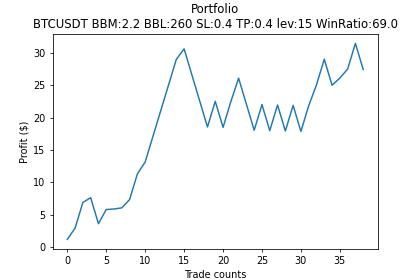 Portfolio
BTCUSDT BBM:2.2 BBL:260 SL:0.4 TP:0.4 lev:15 WinRatio:69.0
30
25
20
15
10
5
0
Profit ($)
0 5 10 15 20 25 30 35
Trade counts